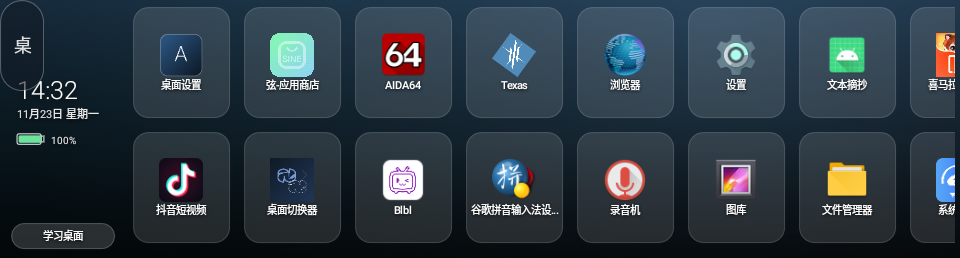 桌
14:32
11月23日 星期一
100%
学习桌面
A
桌面设置
SINE
弦-应用商店
64
AIDA64
Texas
浏览器
设置
文本摘抄
喜马拉
抖音短视频
桌面切换器
Blbl
拼
谷歌拼音输入法设...
录音机
图库
文件管理器
系统